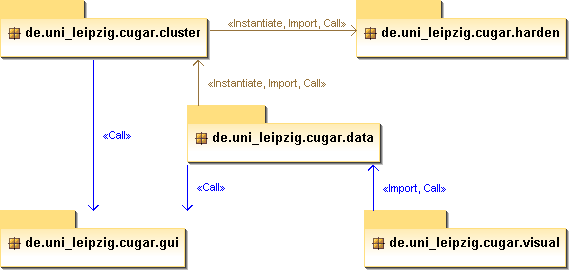 «Instantiate, Import, Call»
de.uni_leipzig.cugar.cluster
de.uni_leipzig.cugar.harden
«Instantiate, Import, Call»
«Call»
de.uni_leipzig.cugar.data
«Call»
«Import, Call»
de.uni_leipzig.cugar.gui
de.uni_leipzig.cugar.visual